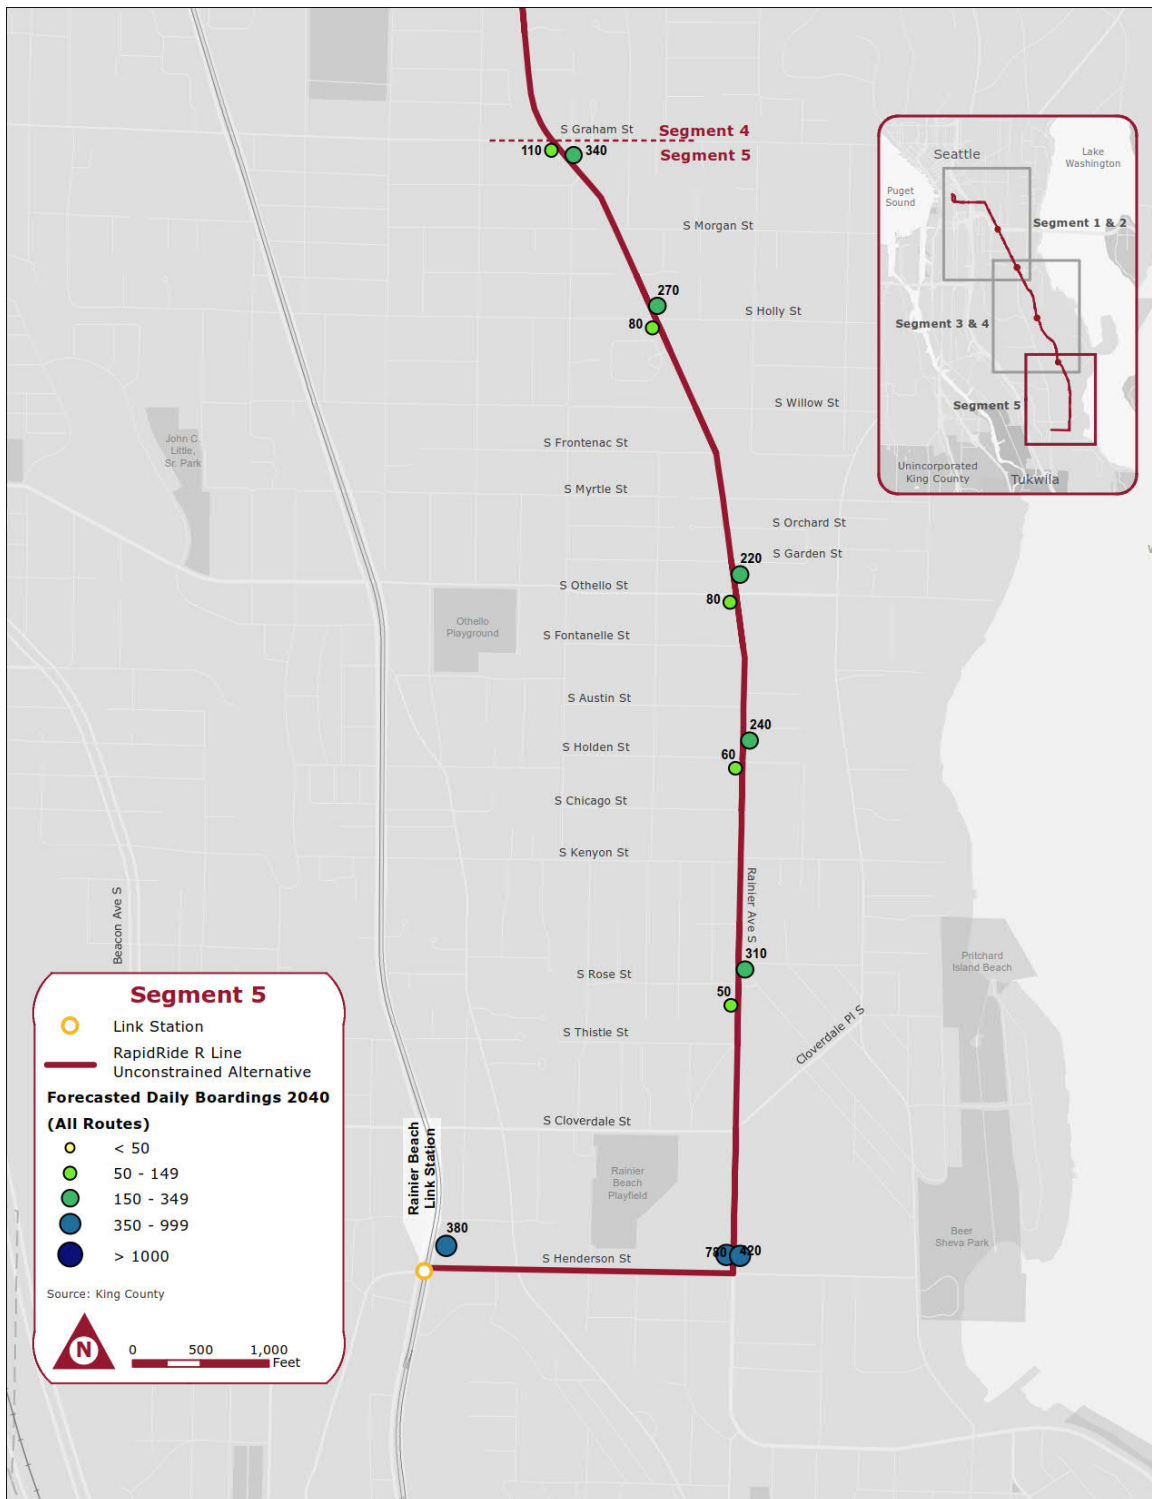 S Graham St
Segment 4
Segment 5
110
340
S Morgan St
270
80
S Holly St
S Willow St
S Frontenac St
S Myrtle St
S Orchard St
S Garden St
220
S Othello St
80
S Fontanelle St
S Austin St
240
S Holden St
60
S Chicago St
S Kenyon St
Rainier Ave S
310
S Rose St
50
S Thistle St
Cloverdale Pl S
S Cloverdale St
Rainier Beach
Link Station
380
S Henderson St
780
420
Beacon Ave S
John C.
Little,
Sr. Park
Othello
Playground
Pritchard
Island Beach
Rainier
Beach
Playfield
Beer
Sheva Park
W
Seattle
Lake
Washington
Puget
Sound
Segment 1 & 2
Segment 3 & 4
Segment 5
Unincorporated
King County
Tukwila
Segment 5
Link Station
RapidRide R Line
Unconstrained Alternative
Forecasted Daily Boardings 2040
(All Routes)
< 50
50 - 149
150 - 349
350 - 999
> 1000
Source: King County
N
0 500 1,000
Feet